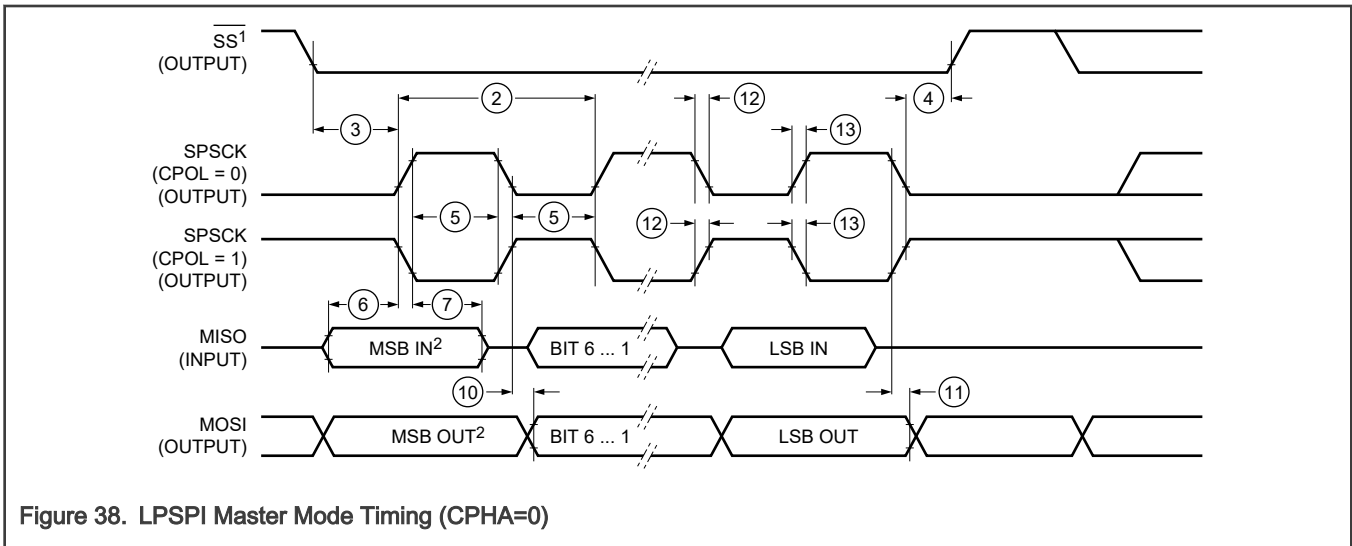 SS1
(OUTPUT)
2
12
4
3
13
SPSCK
(CPOL = 0)
(OUTPUT)
5
5
12
13
SPSCK
(CPOL = 1)
(OUTPUT)
6
7
MISO
(INPUT)
MSB IN2
BIT 6 ... 1
LSB IN
10
11
MOSI
(OUTPUT)
MSB OUT2
BIT 6 ... 1
LSB OUT
Figure 38. LPSPI Master Mode Timing (CPHA=0)